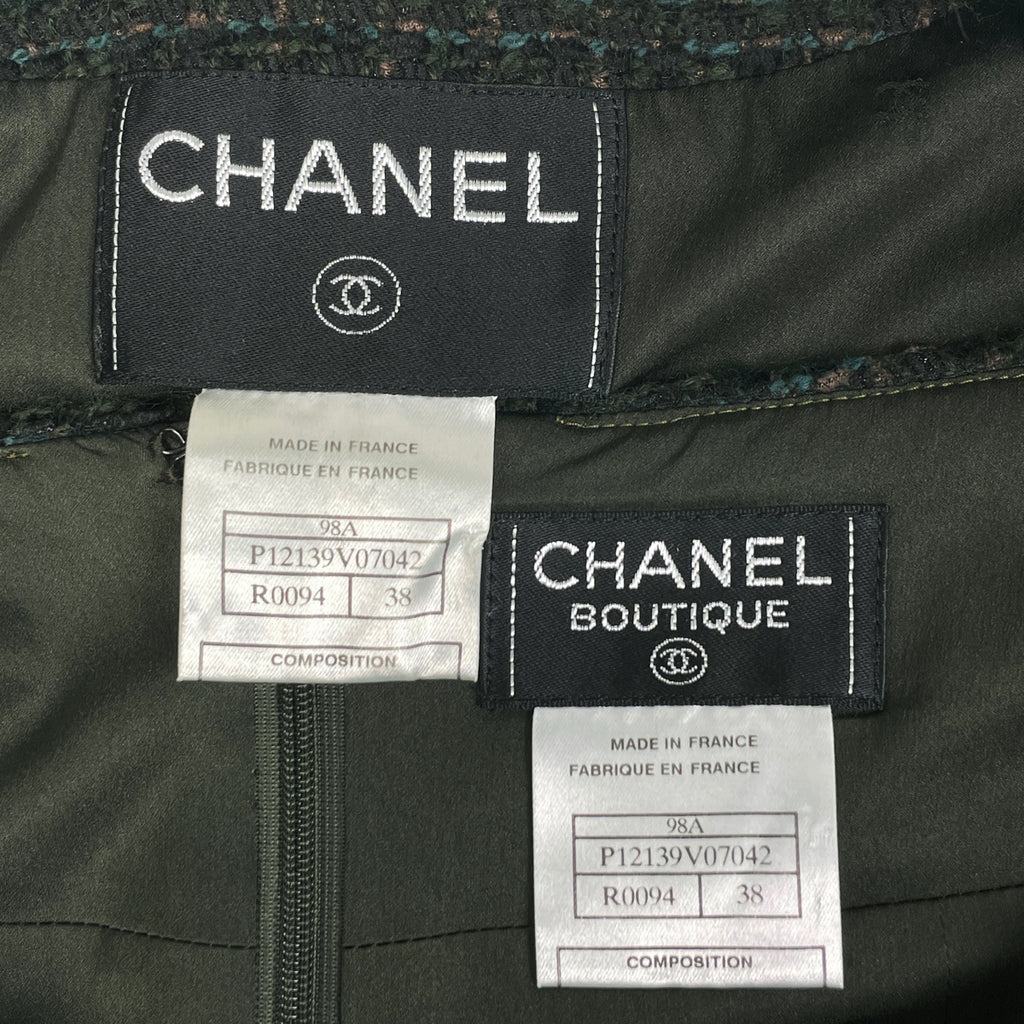 CHANEL
MADE IN FRANCE
FABRIQUE EN FRANCE
98A
P12139V07042
R0094 38
COMPOSITION
CHANEL
BOUTIQUE
MADE IN FRANCE
FABRIQUE EN FRANCE
98A
P12139V07042
R0094 38
COMPOSITION